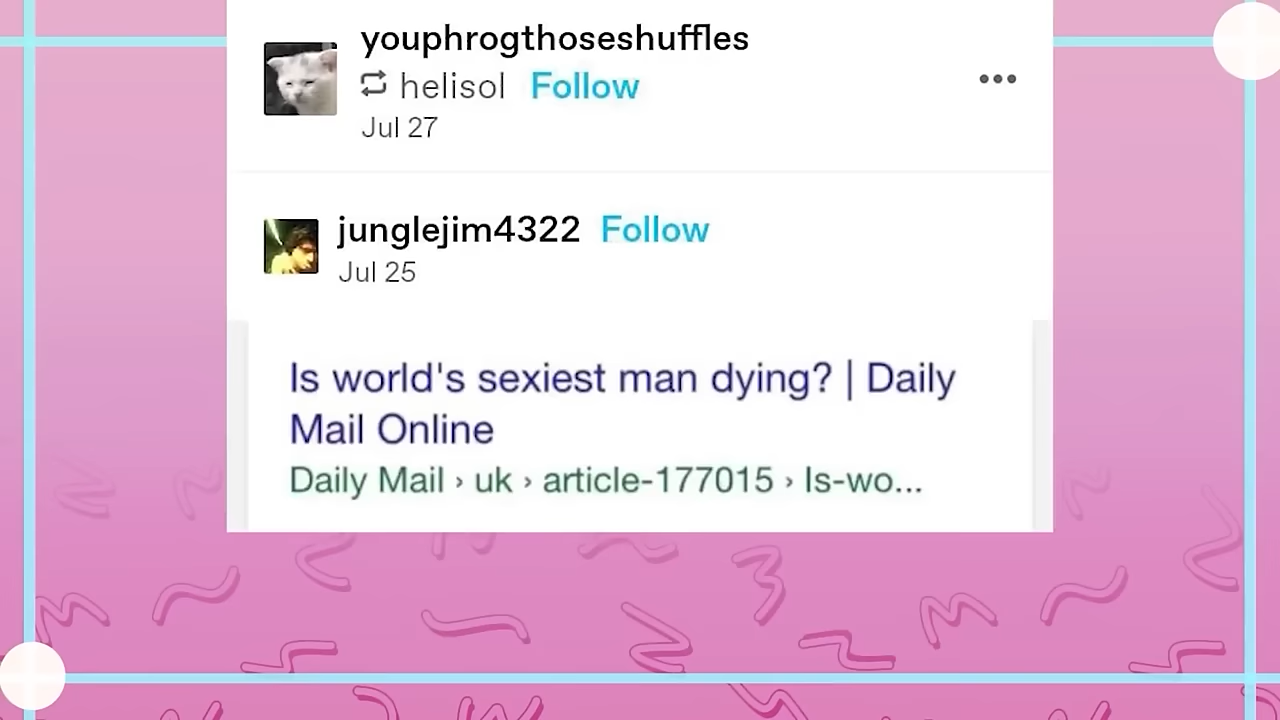 youphrogthoseshuffles
helisol Follow
Jul 27
junglejim4322 Follow
Jul 25
Is world's sexiest man dying? | Daily
Mail Online
Daily Mail › uk › article-177015 › Is-wo...